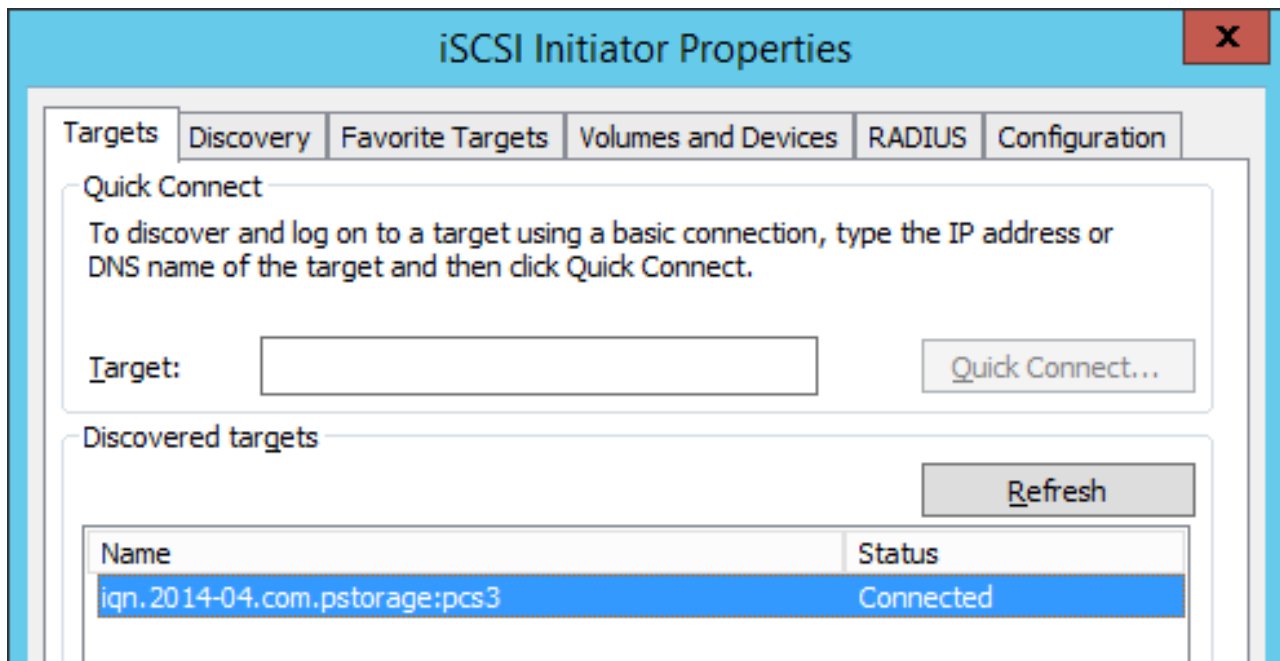 iSCSI Initiator Properties
x
Targets Discovery Favorite Targets Volumes and Devices RADIUS Configuration
Quick Connect
To discover and log on to a target using a basic connection, type the IP address or
DNS name of the target and then click Quick Connect.
Target: Quick Connect...
Discovered targets
Refresh
Name Status
iqn.2014-04.com.pstorage:pcs3 Connected